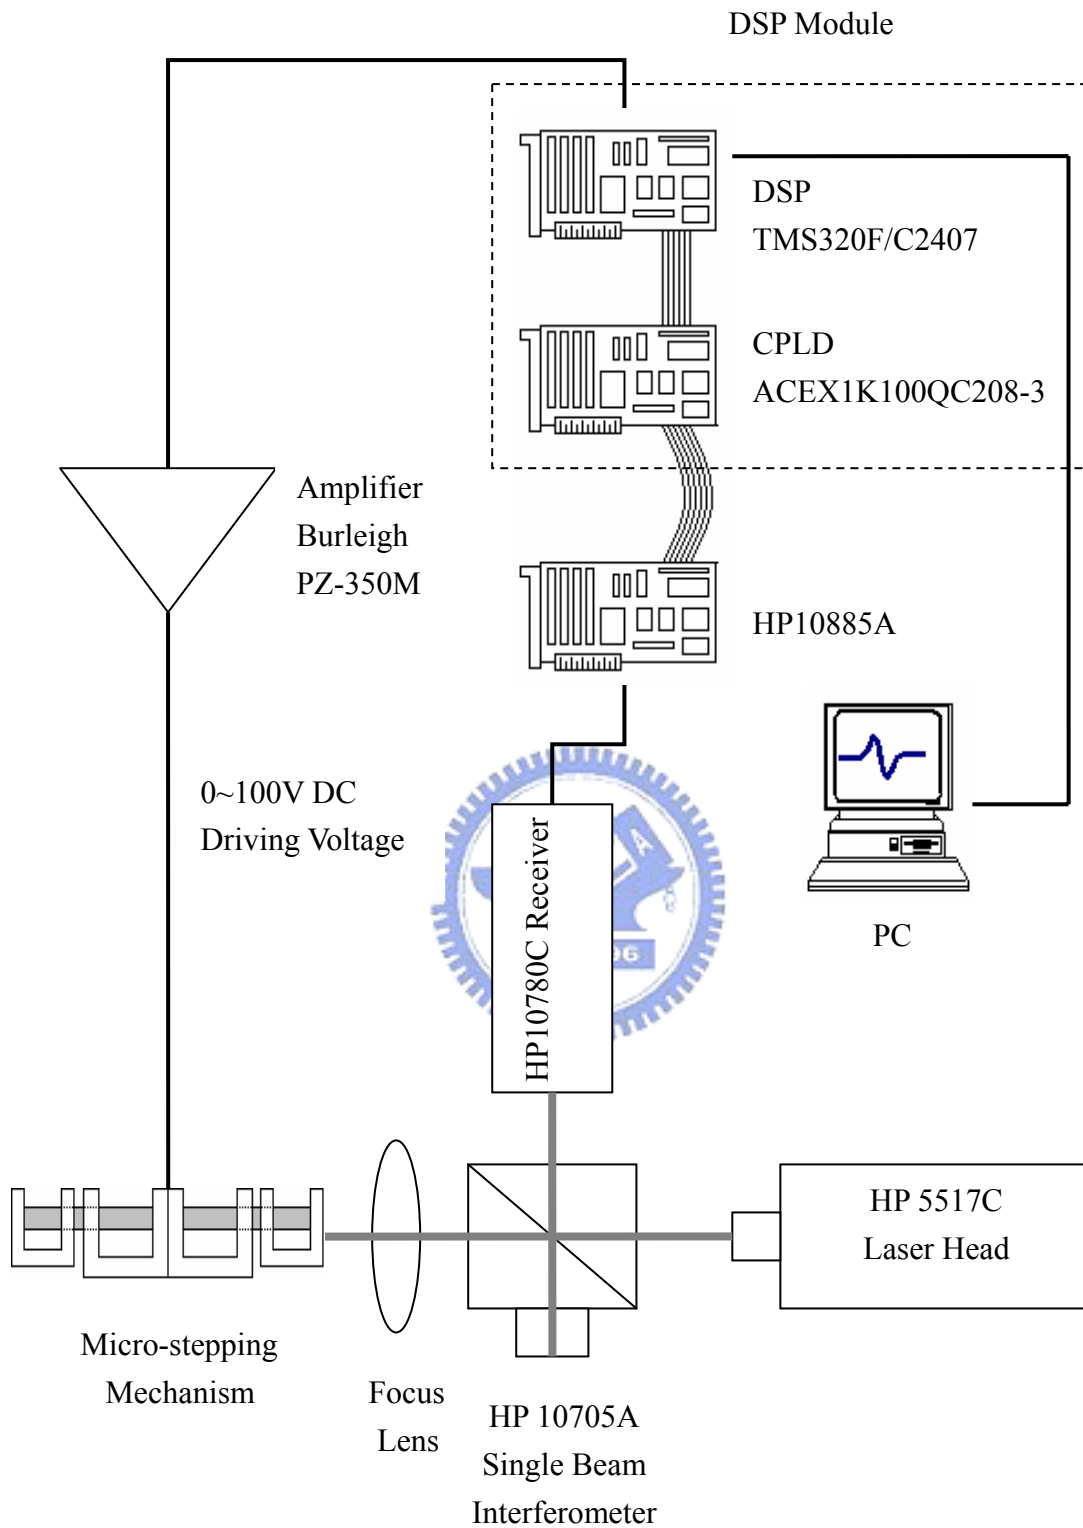 DSP Module
DSP
TMS320F/C2407
CPLD
ACEX1K100QC208-3
Amplifier
Burleigh
PZ-350M
HP10885A
0~100V DC
Driving Voltage
HP10780C Receiver
PC
HP 5517C
Laser Head
Micro-stepping
Mechanism
Focus
Lens
HP 10705A
Single Beam
Interferometer